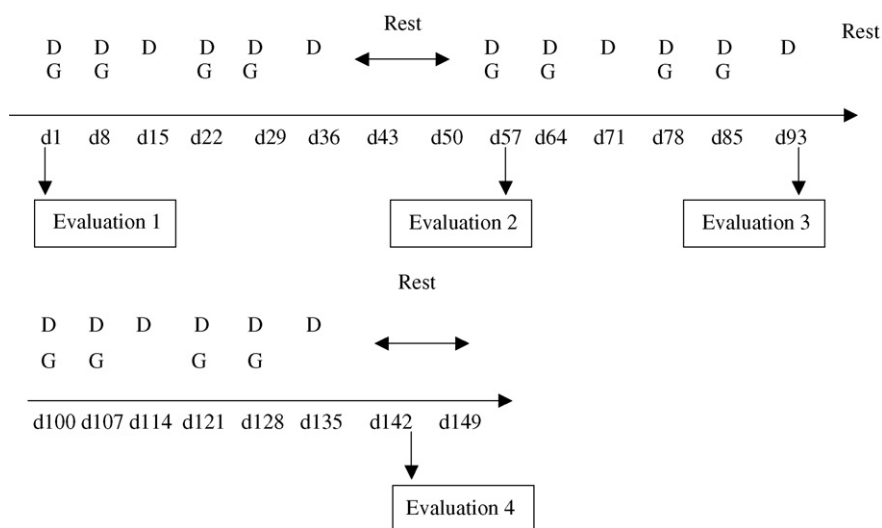 Rest
Rest
D D D D D D D D D D D D
G G G G G G G G
d1 d8 d15 d22 d29 d36 d43 d50 d57 d64 d71 d78 d85 d93
Evaluation 1 Evaluation 2 Evaluation 3
Rest
D D D D D D
G G G G
d100 d107 d114 d121 d128 d135 d142 d149
Evaluation 4